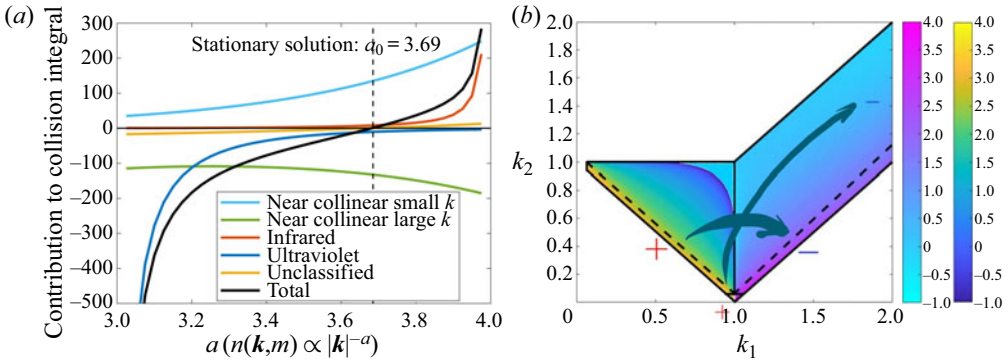 (a)
Contribution to collision integral
300
200
100
0
–100
–200
–300
–400
–500
Stationary solution: a0 = 3.69
Near collinear small k
Near collinear large k
Infrared
Ultraviolet
Unclassified
Total
3.0 3.2 3.4 3.6 3.8 4.0
a (n(k,m) ∝ |k|⁻ᵃ)
(b)
k2
2.0
1.8
1.6
1.4
1.2
1.0
0.8
0.6
0.4
0.2
0 0.5 1.0 1.5 2.0
k1
+
+
–
–
4.0 4.0
3.5 3.5
3.0 3.0
2.5 2.5
2.0 2.0
1.5 1.5
1.0 1.0
0.5 0.5
0 0
–0.5 –0.5
–1.0 –1.0